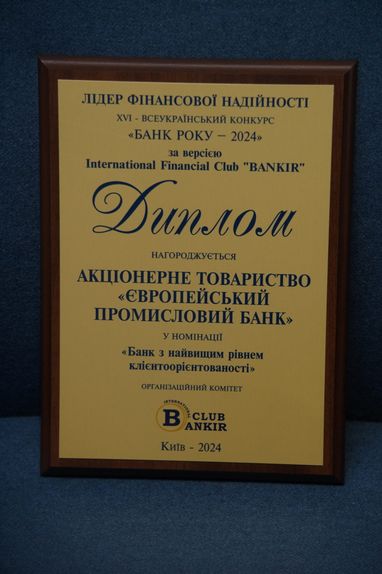 ЛІДЕР ФІНАНСОВОЇ НАДІЙНОСТІ
XVI - ВСЕУКРАЇНСЬКИЙ КОНКУРС
«БАНК РОКУ – 2024»
за версією
International Financial Club "BANKIR"
Диплом
НАГОРОДЖУЄТЬСЯ
АКЦІОНЕРНЕ ТОВАРИСТВО
«ЄВРОПЕЙСЬКИЙ
ПРОМИСЛОВИЙ БАНК»
У НОМІНАЦІЇ
«Банк з найвищим рівнем
клієнтоорієнтованості»
ОРГАНІЗАЦІЙНИЙ КОМІТЕТ
INTERNATIONAL
CLUB
BANKIR
Київ - 2024